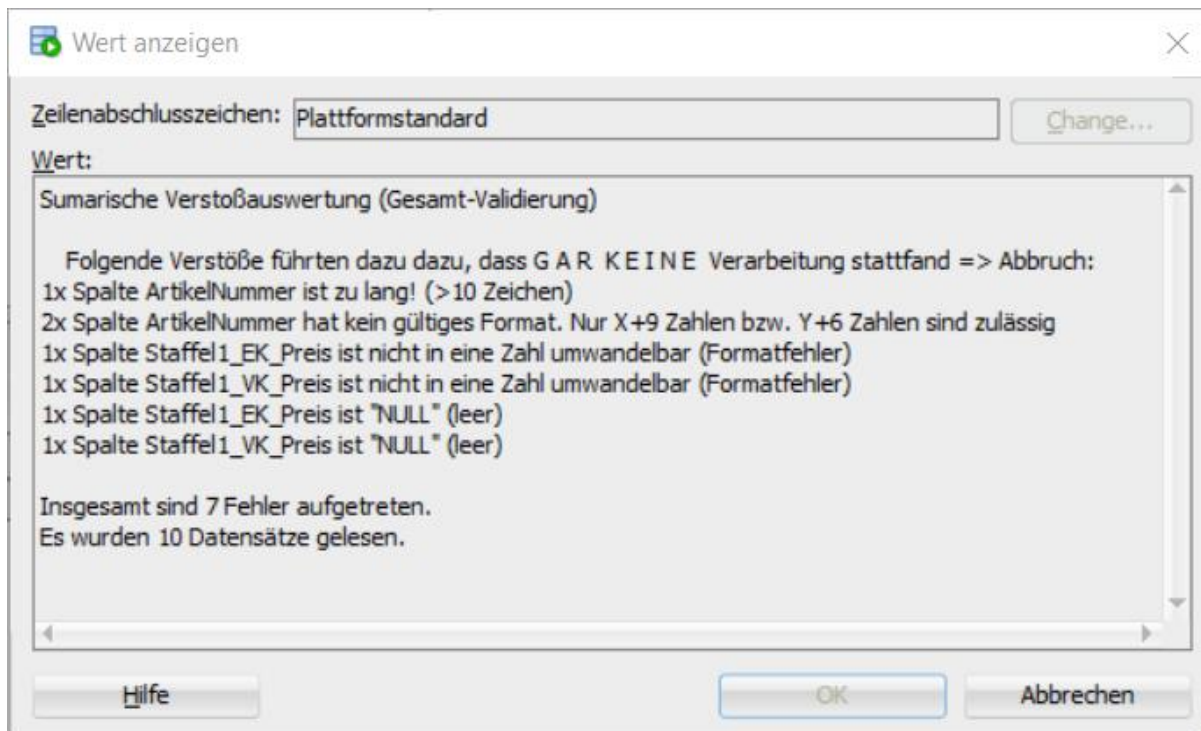 Wert anzeigen
Zeilenabschlusszeichen: Plattformstandard Change...
Wert:
Sumarische Verstoßauswertung (Gesamt-Validierung)
Folgende Verstöße führten dazu dazu, dass G A R K E I N E Verarbeitung stattfand => Abbruch:
1x Spalte ArtikelNummer ist zu lang! (>10 Zeichen)
2x Spalte ArtikelNummer hat kein gültiges Format. Nur X+9 Zahlen bzw. Y+6 Zahlen sind zulässig
1x Spalte Staffel1_EK_Preis ist nicht in eine Zahl umwandelbar (Formatfehler)
1x Spalte Staffel1_VK_Preis ist nicht in eine Zahl umwandelbar (Formatfehler)
1x Spalte Staffel1_EK_Preis ist "NULL" (leer)
1x Spalte Staffel1_VK_Preis ist "NULL" (leer)
Insgesamt sind 7 Fehler aufgetreten.
Es wurden 10 Datensätze gelesen.
Hilfe OK Abbrechen